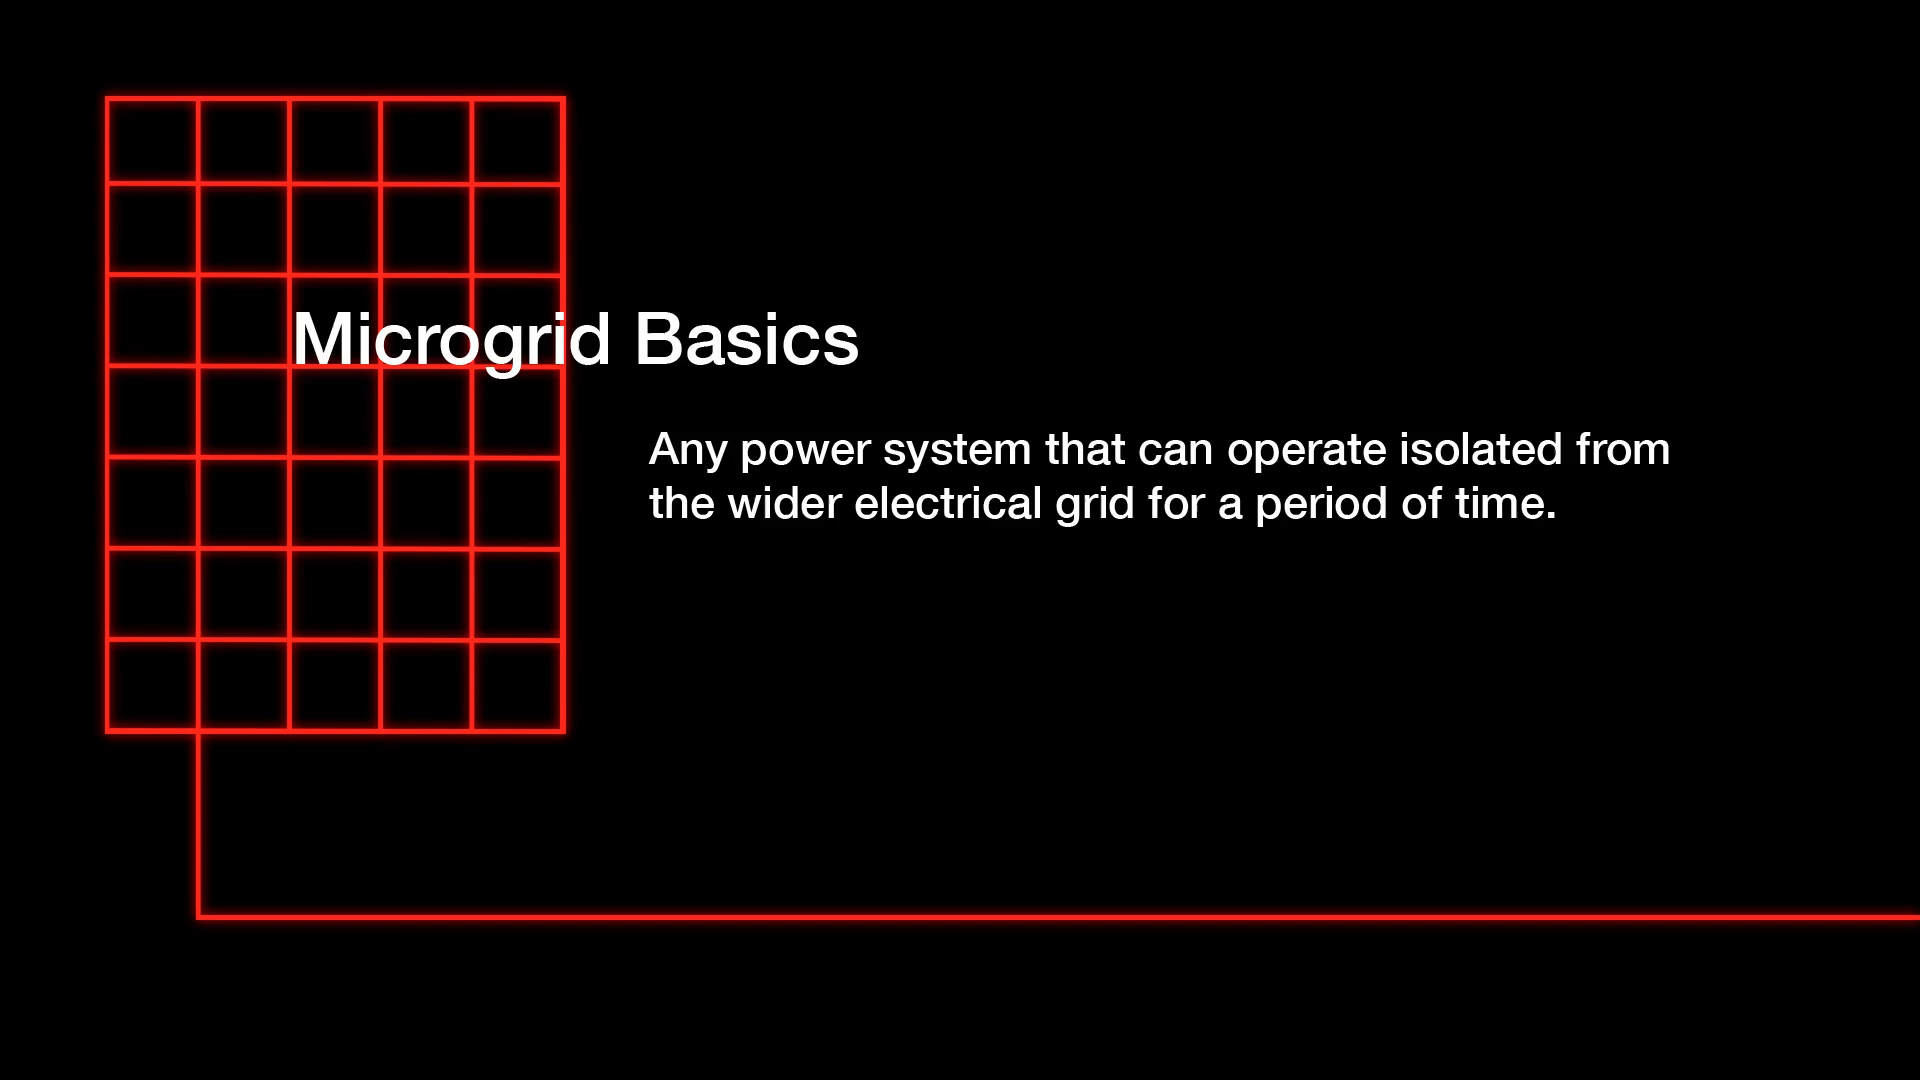 Microgrid Basics
Any power system that can operate isolated from
the wider electrical grid for a period of time.